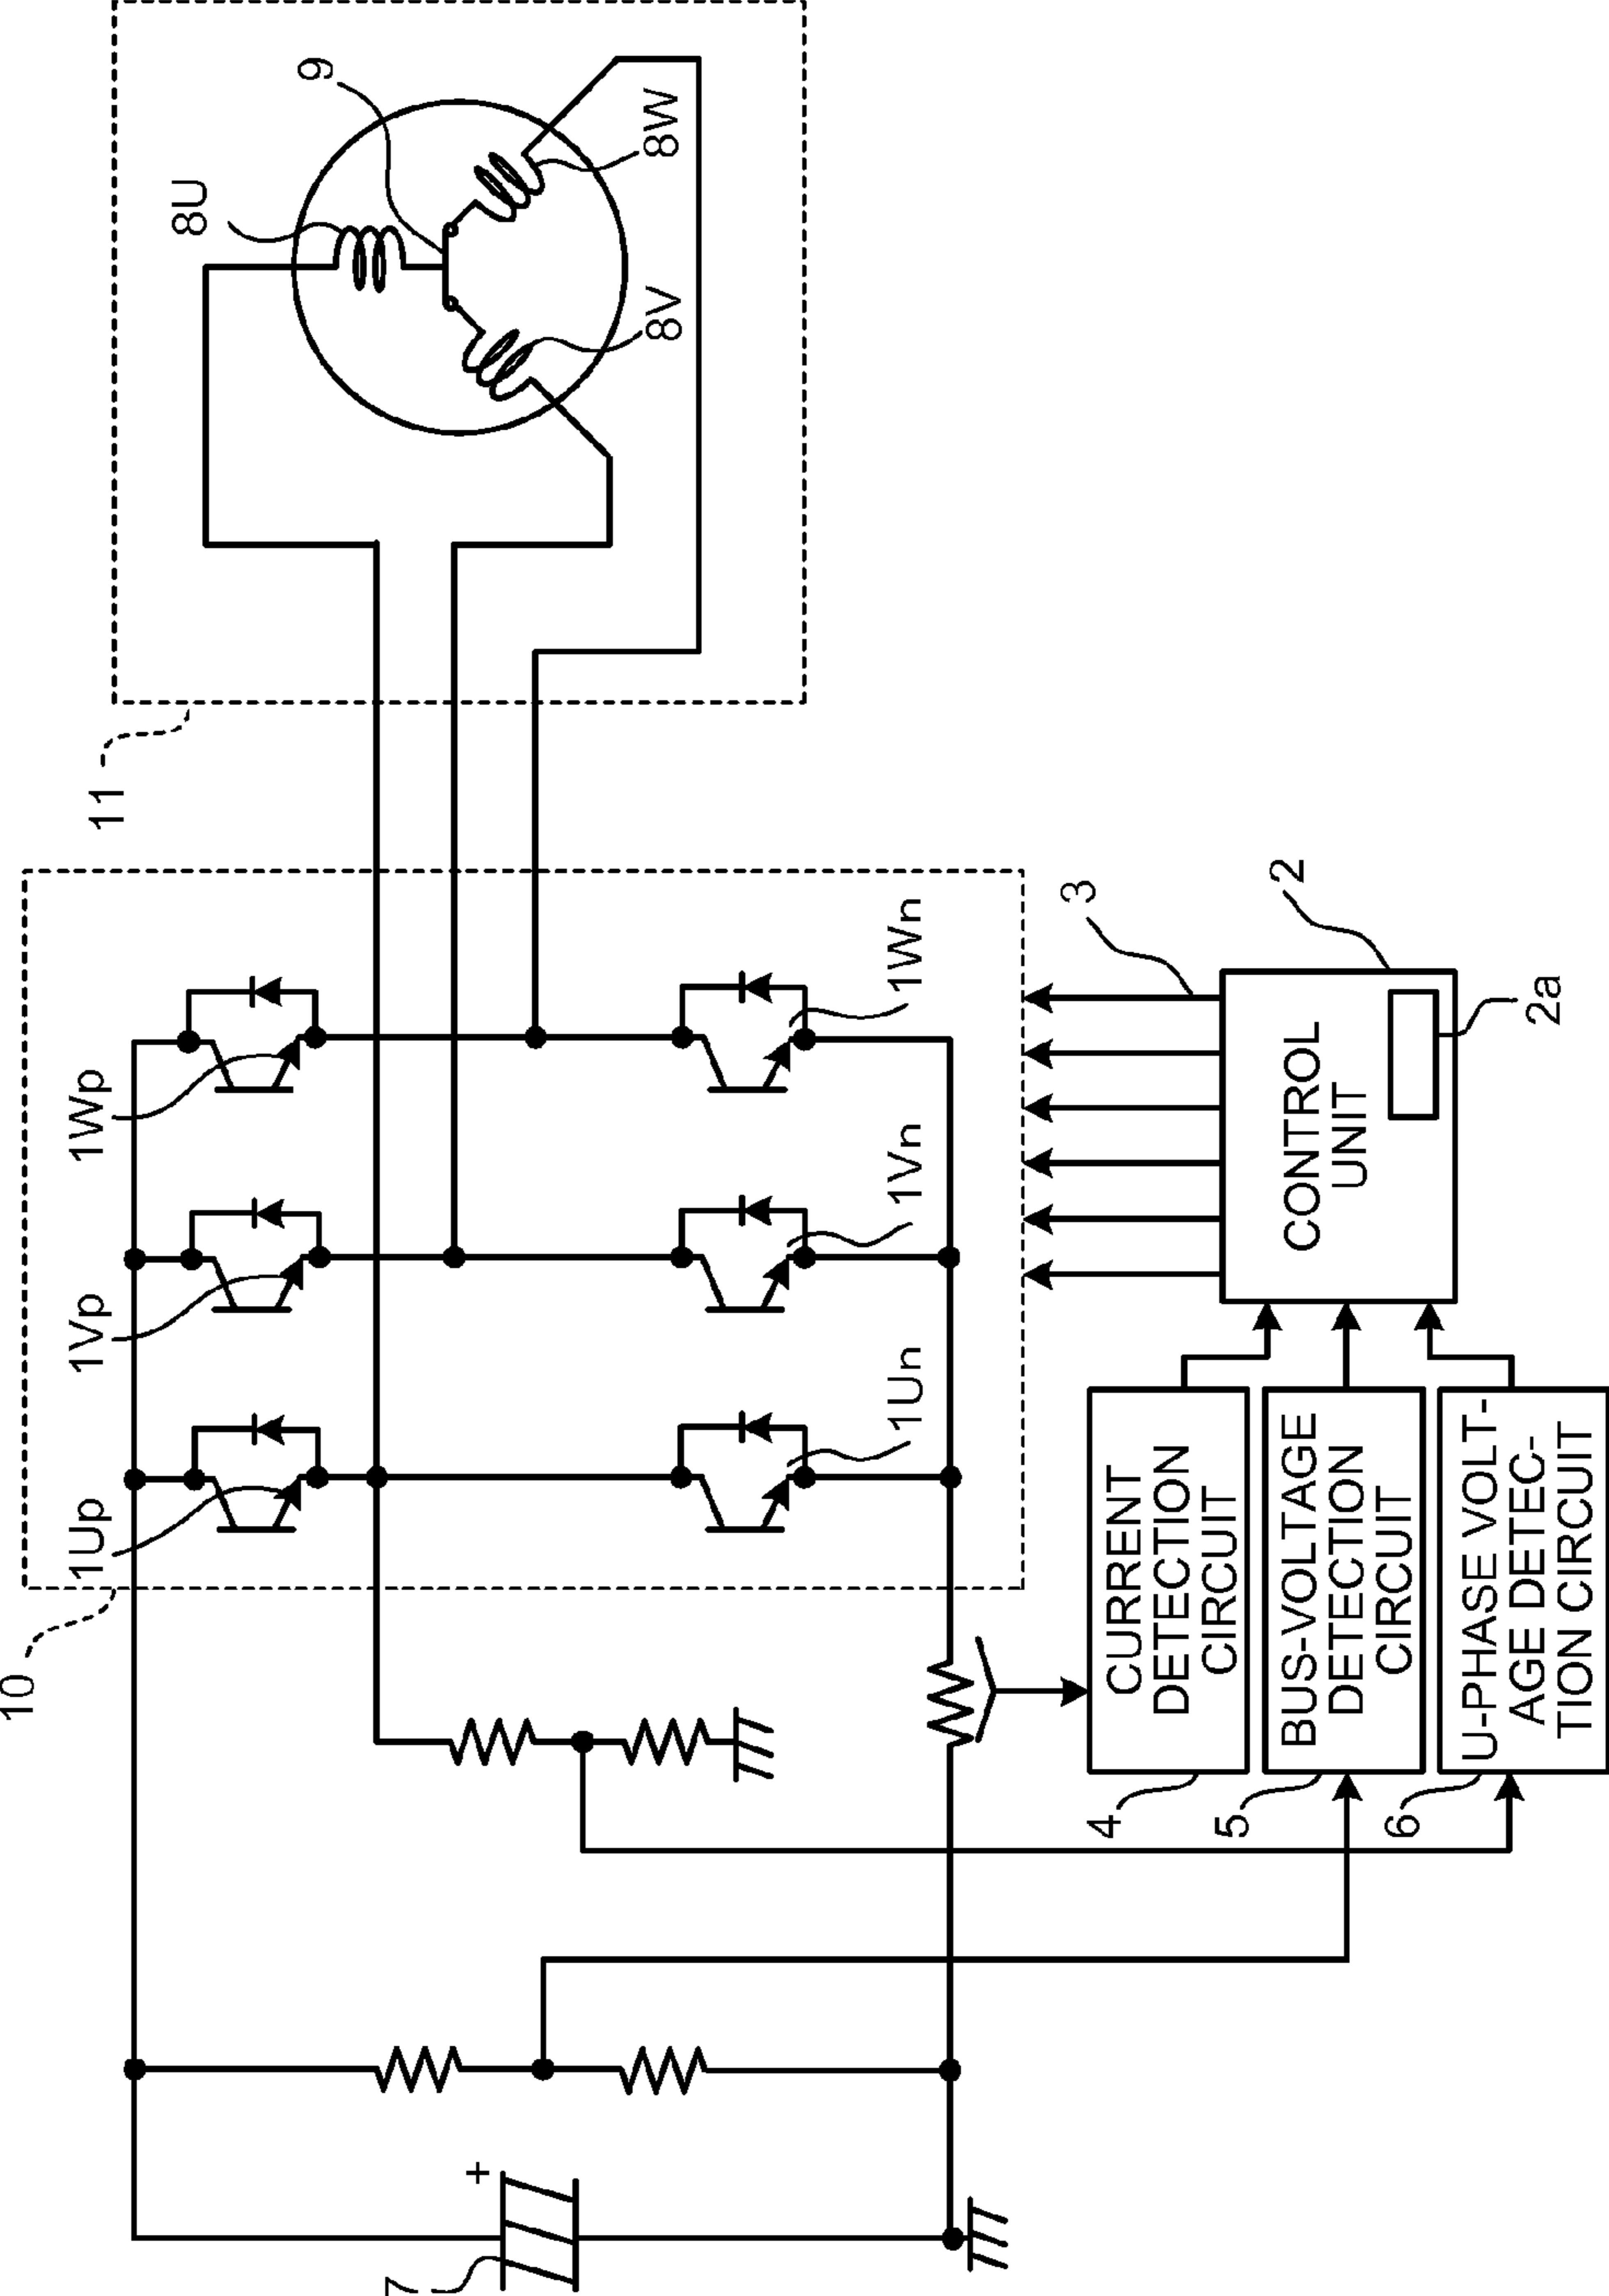 11
8U
9
8W
8V
10
1Up
1Vp
1Wp
1Un
1Vn
1Wn
7
+
3
2
CONTROL
UNIT
2a
4
CURRENT
DETECTION
CIRCUIT
5
BUS-VOLTAGE
DETECTION
CIRCUIT
6
U-PHASE VOLT-
AGE DETEC-
TION CIRCUIT